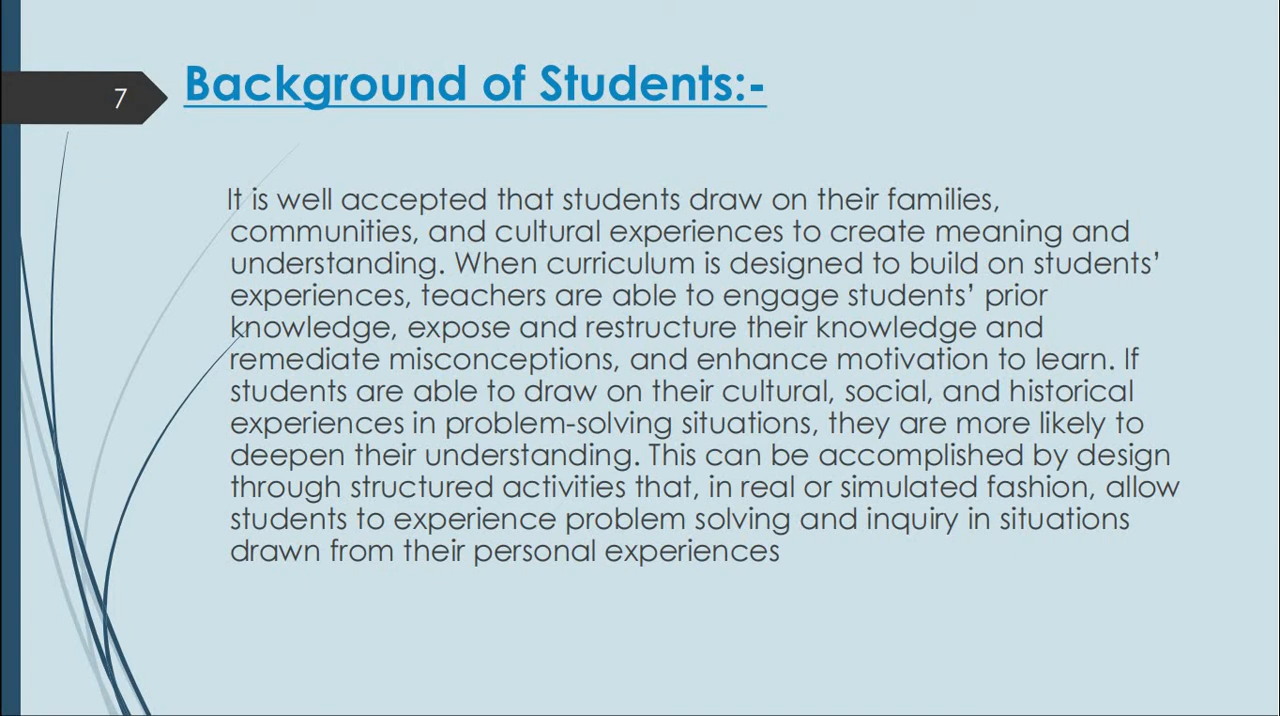 7
Background of Students:-
It is well accepted that students draw on their families,
communities, and cultural experiences to create meaning and
understanding. When curriculum is designed to build on students’
experiences, teachers are able to engage students’ prior
knowledge, expose and restructure their knowledge and
remediate misconceptions, and enhance motivation to learn. If
students are able to draw on their cultural, social, and historical
experiences in problem-solving situations, they are more likely to
deepen their understanding. This can be accomplished by design
through structured activities that, in real or simulated fashion, allow
students to experience problem solving and inquiry in situations
drawn from their personal experiences